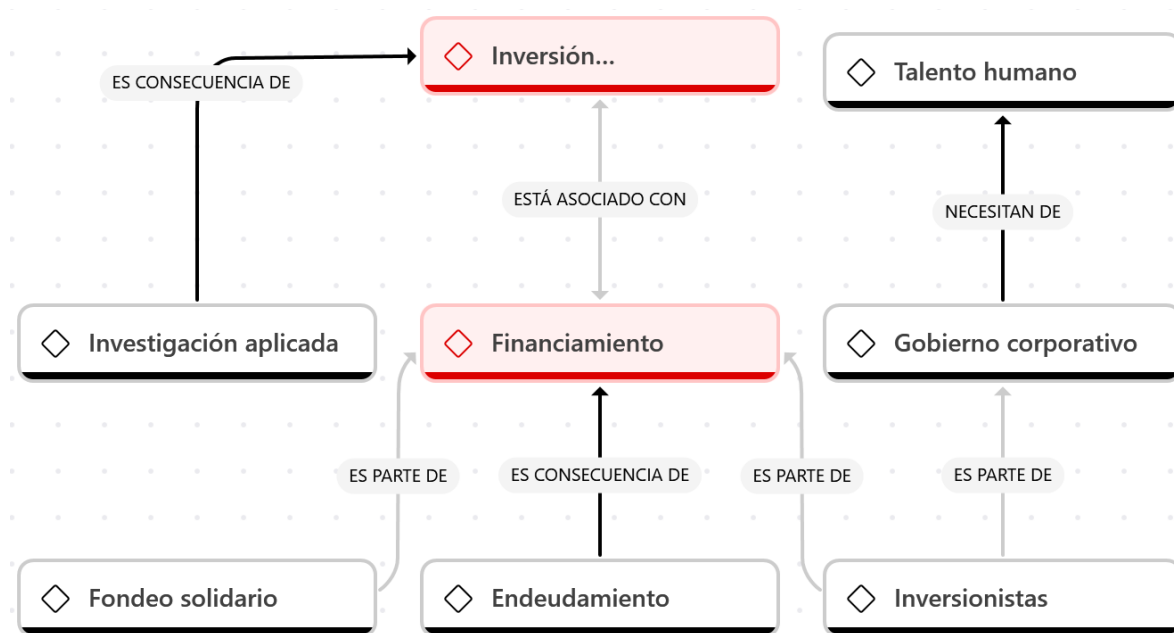 Inversión...
Talento humano
ES CONSECUENCIA DE
ESTÁ ASOCIADO CON
NECESITAN DE
Investigación aplicada
Financiamiento
Gobierno corporativo
ES PARTE DE
ES CONSECUENCIA DE
ES PARTE DE
ES PARTE DE
Fondeo solidario
Endeudamiento
Inversionistas